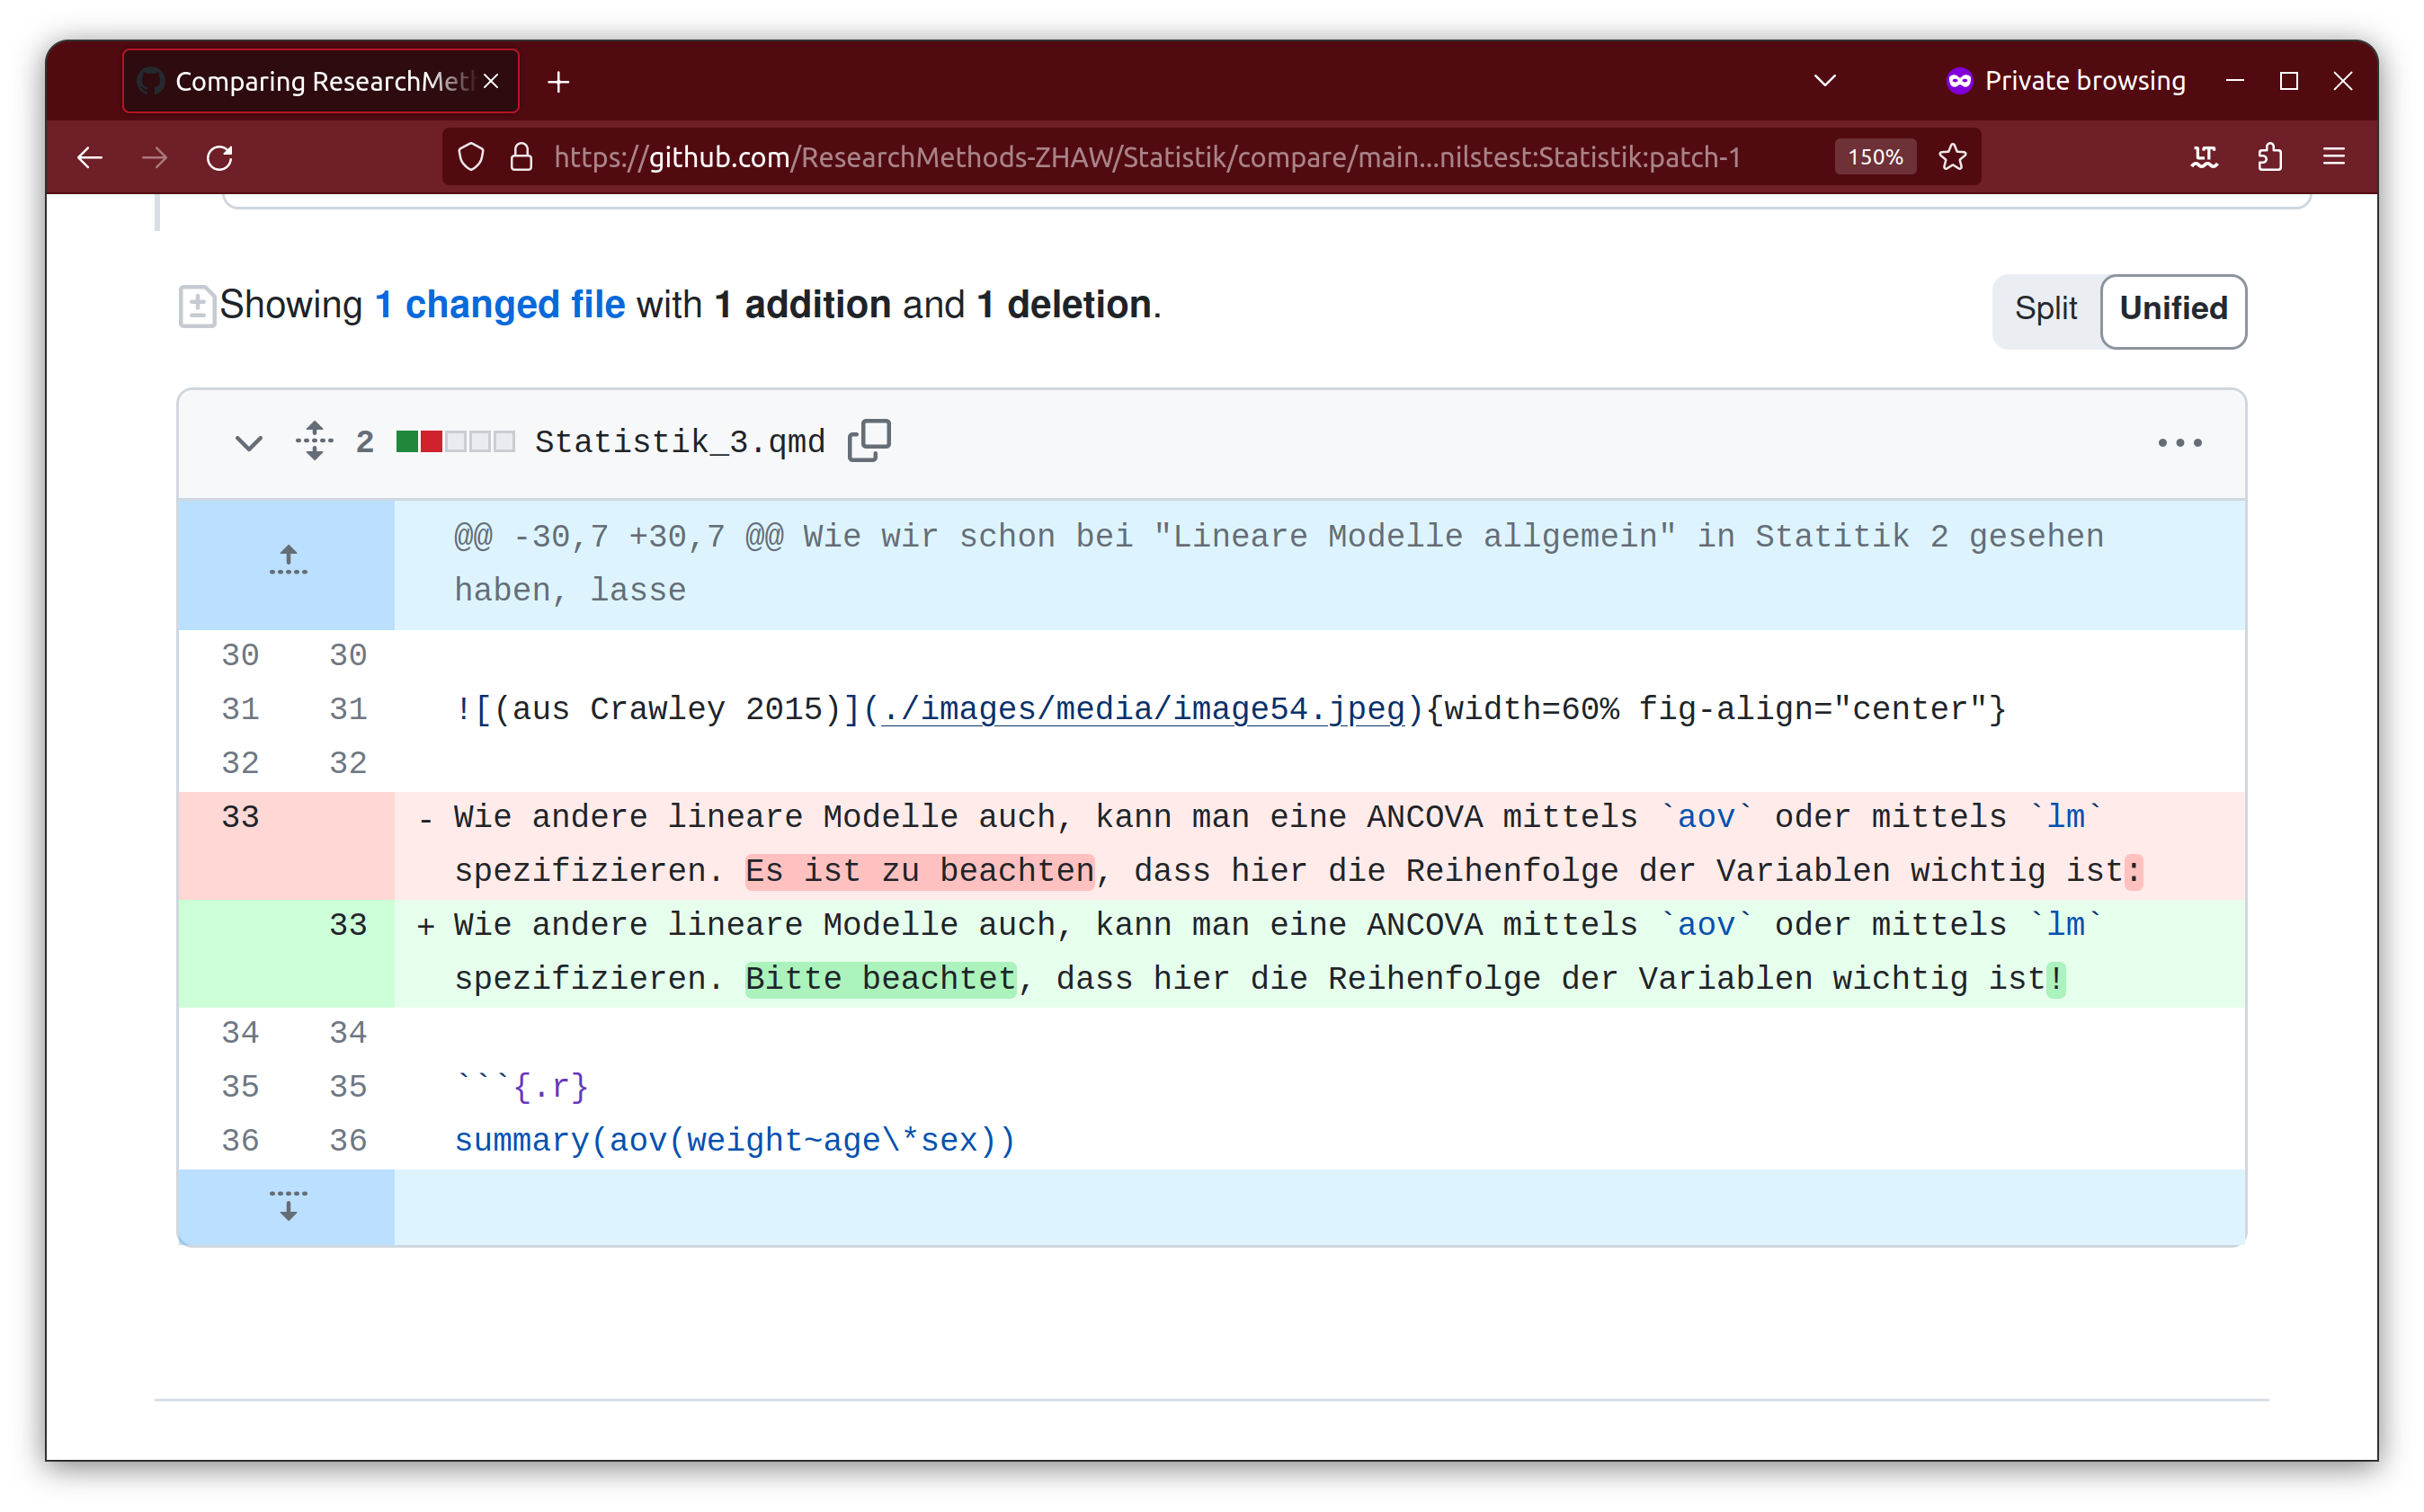 Comparing ResearchMeth
Private browsing
https://github.com/ResearchMethods-ZHAW/Statistik/compare/main...nilstest:Statistik:patch-1
150%
LT
Showing 1 changed file with 1 addition and 1 deletion.
Split Unified
2 Statistik_3.qmd
@@ -30,7 +30,7 @@ Wie wir schon bei "Lineare Modelle allgemein" in Statitik 2 gesehen
haben, lasse
30 30
31 31 ![(aus Crawley 2015)](./images/media/image54.jpeg){width=60% fig-align="center"}
32 32
33 - Wie andere lineare Modelle auch, kann man eine ANCOVA mittels `aov` oder mittels `lm`
spezifizieren. Es ist zu beachten, dass hier die Reihenfolge der Variablen wichtig ist:
33 + Wie andere lineare Modelle auch, kann man eine ANCOVA mittels `aov` oder mittels `lm`
spezifizieren. Bitte beachtet, dass hier die Reihenfolge der Variablen wichtig ist!
34 34
35 35 ```{.r}
36 36 summary(aov(weight~age\*sex))